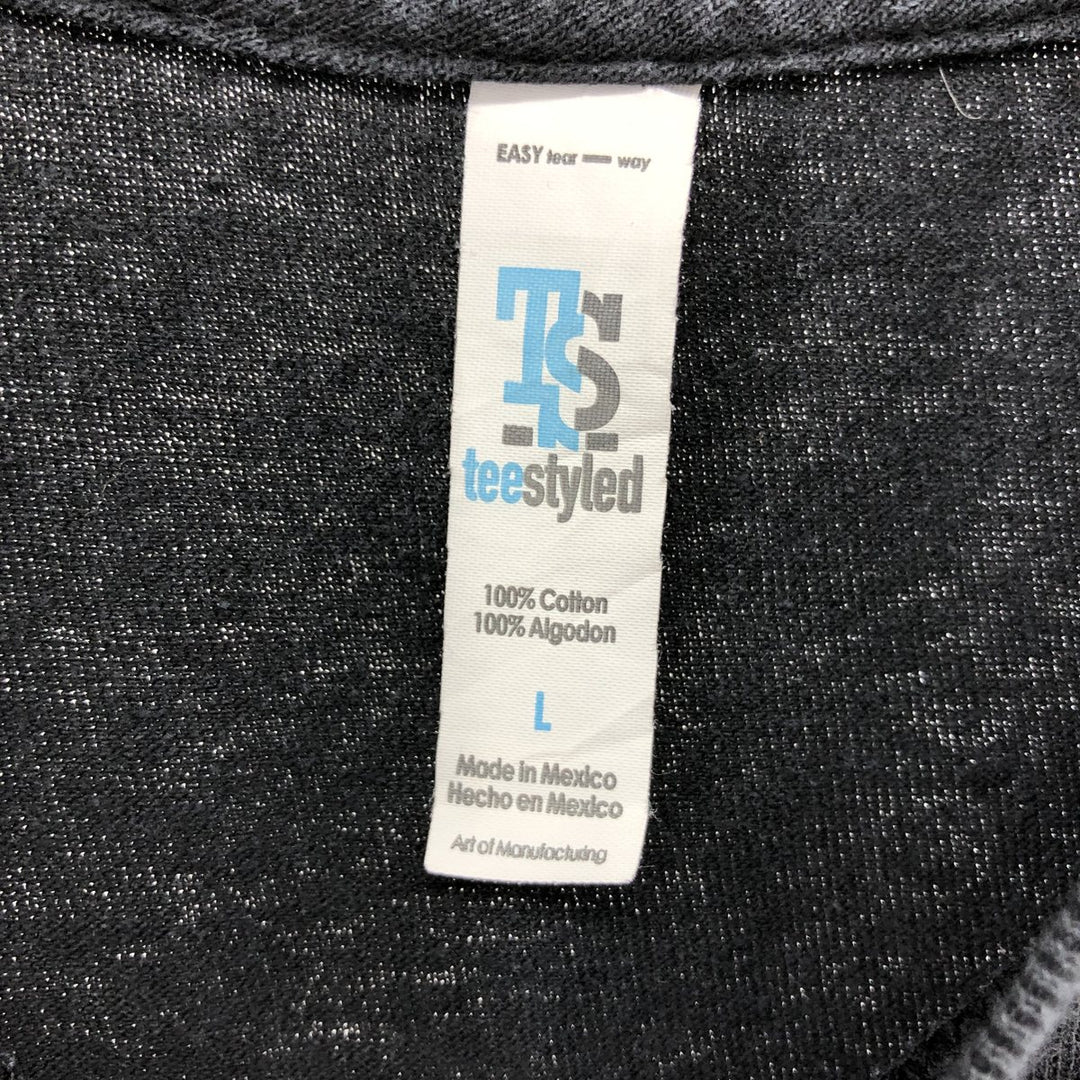 EASY tear — way
TS
teestyled
100% Cotton
100% Algodon
L
Made in Mexico
Hecho en Mexico
Art of Manufacturing